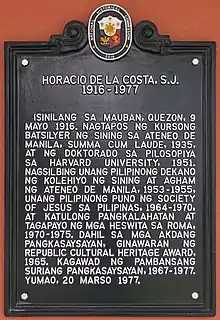 HORACIO DE LA COSTA, S.J.
1916-1977
ISINILANG SA MAUBAN, QUEZON, 9
MAYO 1916. NAGTAPOS NG KURSONG
BATSILYER NG SINING SA ATENEO DE
MANILA, SUMMA CUM LAUDE, 1935,
AT NG DOKTORADO SA PILOSOPIYA
SA HARVARD UNIVERSITY, 1951.
NAGSILBING UNANG PILIPINONG DEKANO
NG KOLEHIYO NG SINING AT AGHAM
NG ATENEO DE MANILA, 1953-1955,
UNANG PILIPINONG PUNO NG SOCIETY
OF JESUS SA PILIPINAS, 1964-1970,
AT KATULONG PANGKALAHATAN AT
TAGAPAYO NG MGA HESWITA SA ROMA,
1970-1975. DAHIL SA MGA AKDANG
PANGKASAYSAYAN, GINAWARAN NG
REPUBLIC CULTURAL HERITAGE AWARD,
1965. KAGAWAD NG PAMBANSANG
SURIANG PANGKASAYSAYAN, 1967-1977.
YUMAO, 20 MARSO 1977.